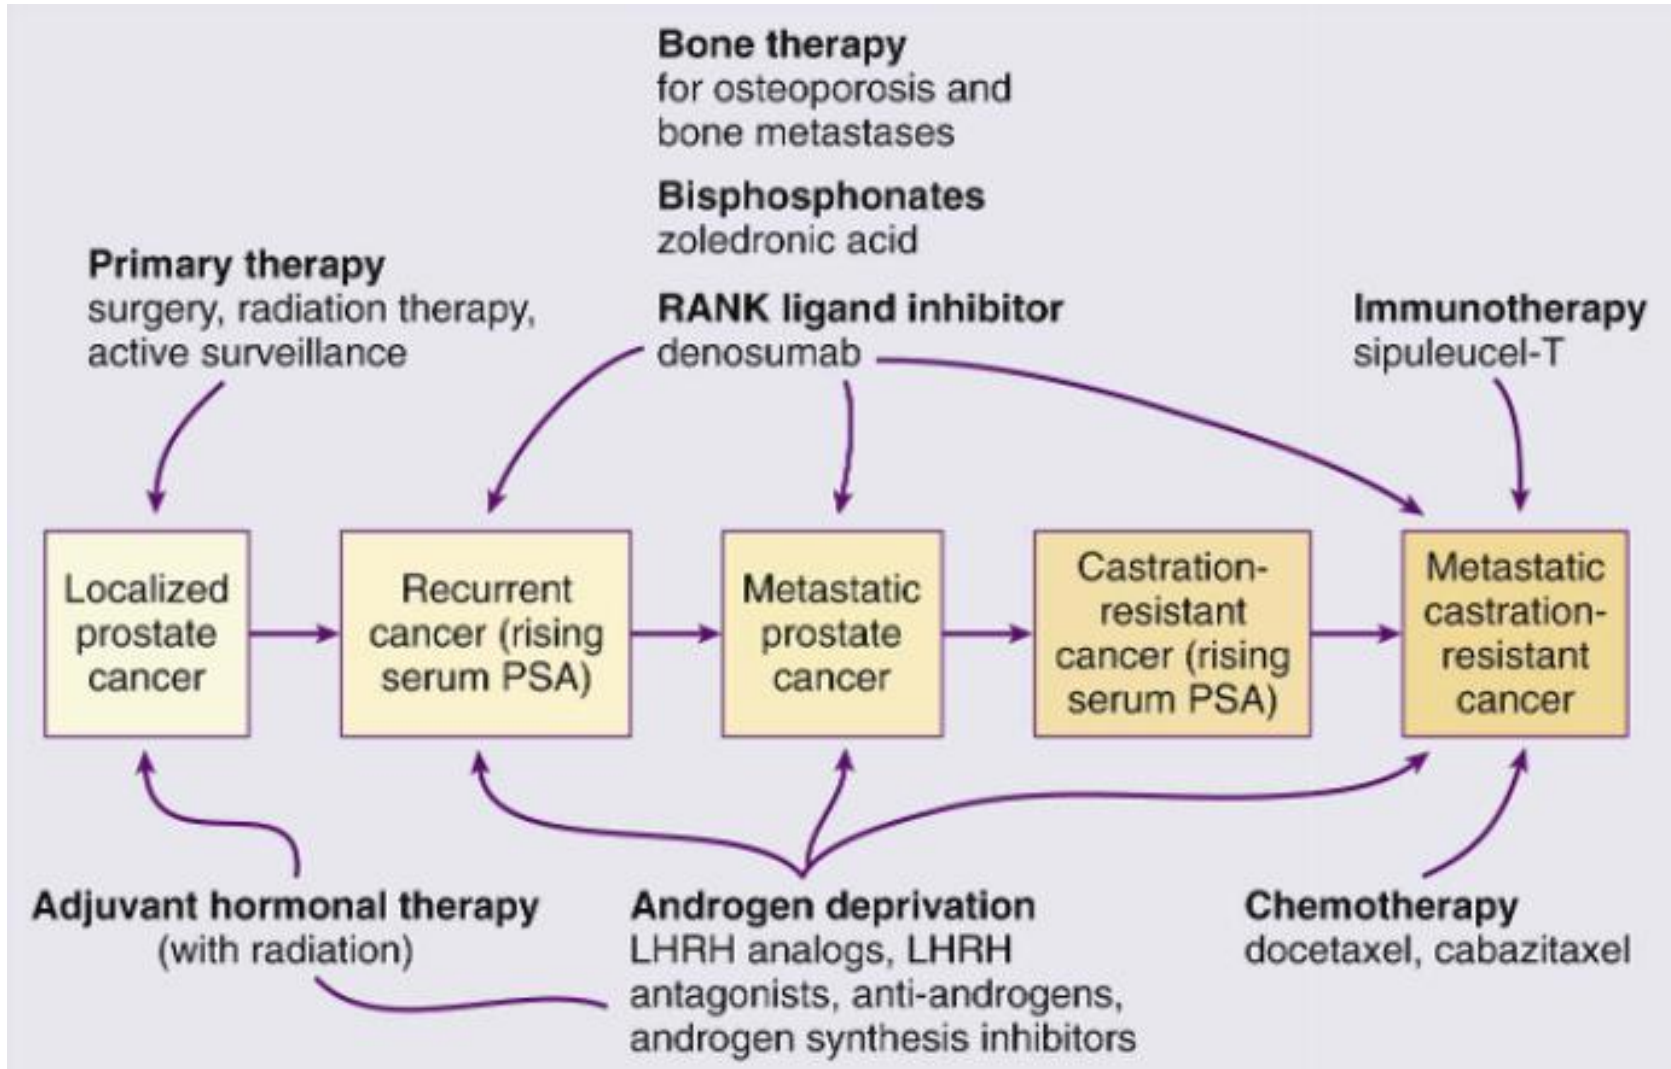 Bone therapy
for osteoporosis and
bone metastases
Bisphosphonates
zoledronic acid
RANK ligand inhibitor
denosumab
Primary therapy
surgery, radiation therapy,
active surveillance
Immunotherapy
sipuleucel-T
Localized
prostate
cancer
Recurrent
cancer (rising
serum PSA)
Metastatic
prostate
cancer
Castration-
resistant
cancer (rising
serum PSA)
Metastatic
castration-
resistant
cancer
Adjuvant hormonal therapy
(with radiation)
Androgen deprivation
LHRH analogs, LHRH
antagonists, anti-androgens,
androgen synthesis inhibitors
Chemotherapy
docetaxel, cabazitaxel